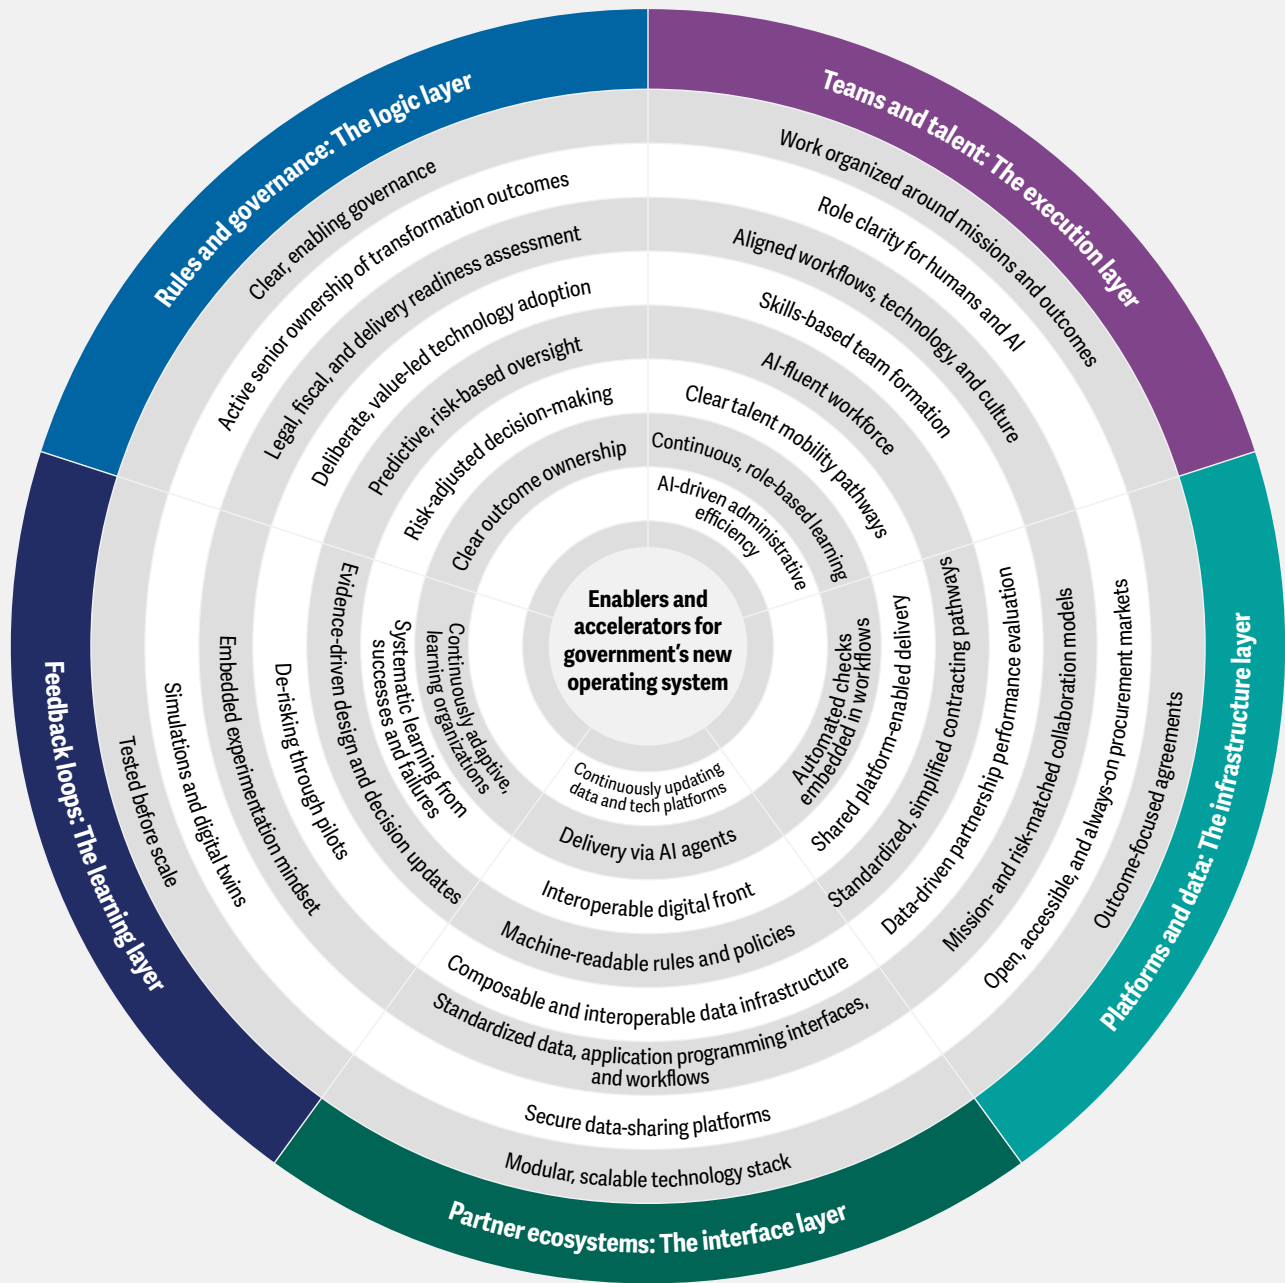 Enablers and
accelerators for
government's new
operating system
Rules and governance: The logic layer
Clear, enabling governance
Active senior ownership of transformation outcomes
Legal, fiscal, and delivery readiness assessment
Deliberate, value-led technology adoption
Predictive, risk-based oversight
Risk-adjusted decision-making
Clear outcome ownership
Teams and talent: The execution layer
Work organized around missions and outcomes
Role clarity for humans and AI
Aligned workflows, technology, and culture
Skills-based team formation
AI-fluent workforce
Clear talent mobility pathways
Continuous, role-based learning
AI-driven administrative
efficiency
Platforms and data: The infrastructure layer
Outcome-focused agreements
Open, accessible, and always-on procurement markets
Mission- and risk-matched collaboration models
Data-driven partnership performance evaluation
Standardized, simplified contracting pathways
Shared platform-enabled delivery
Automated checks
embedded in workflows
Partner ecosystems: The interface layer
Continuously updating
data and tech platforms
Delivery via AI agents
Interoperable digital front
Machine-readable rules and policies
Composable and interoperable data infrastructure
Standardized data, application programming interfaces,
and workflows
Secure data-sharing platforms
Modular, scalable technology stack
Feedback loops: The learning layer
Tested before scale
Simulations and digital twins
Embedded experimentation mindset
De-risking through pilots
Evidence-driven design and decision updates
Systematic learning from
successes and failures
Continuously adaptive,
learning organizations